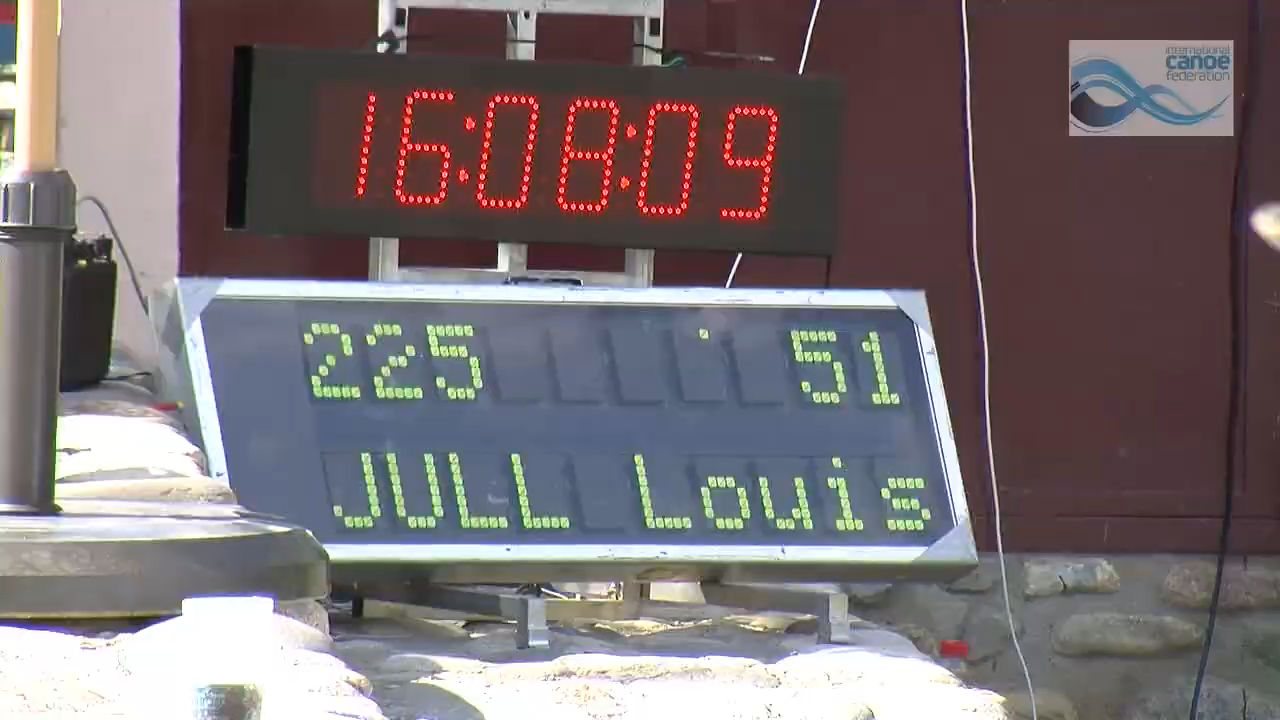 international
canoe
federation
16:08:09
225 ' 51
JULL Louis